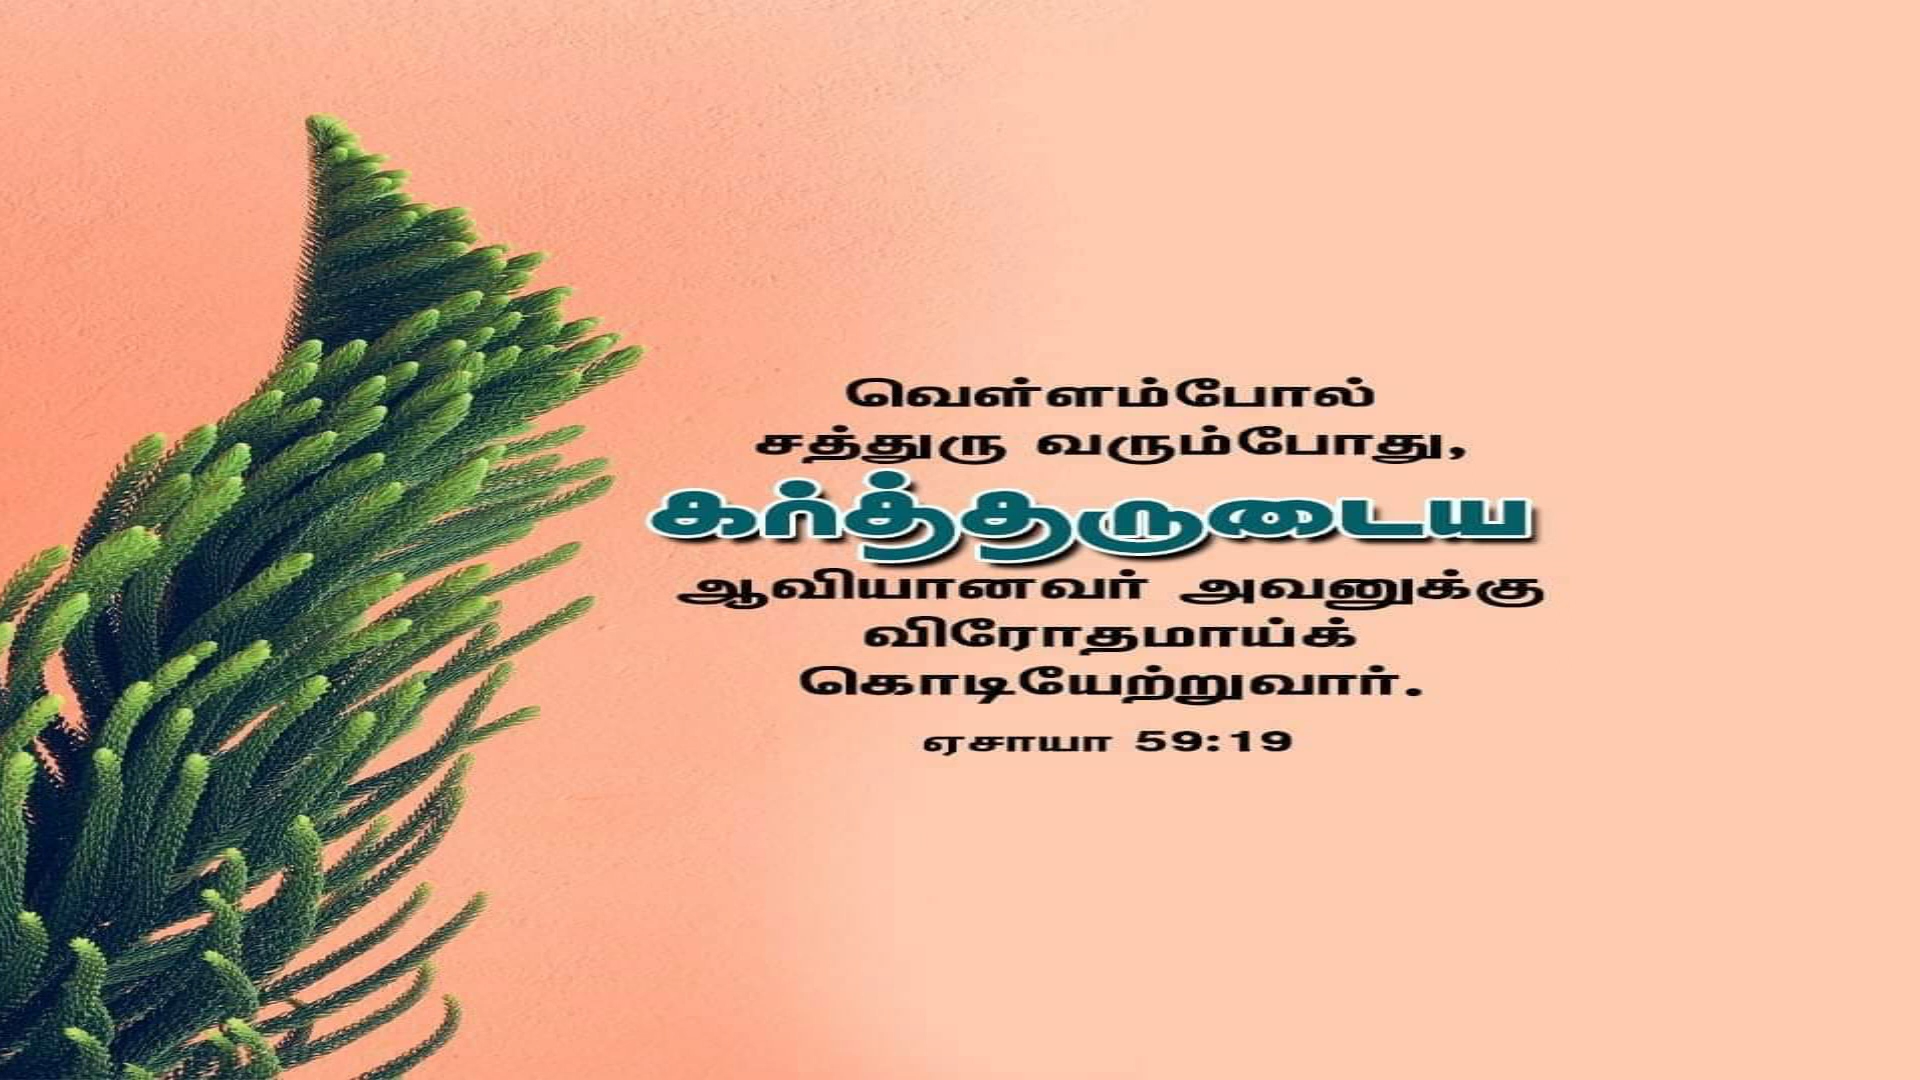 வெள்ளம்போல்
சத்துரு வரும்போது,
கர்த்தருடைய
ஆவியானவர் அவனுக்கு
விரோதமாய்க்
கொடியேற்றுவார்.
ஏசாயா 59:19